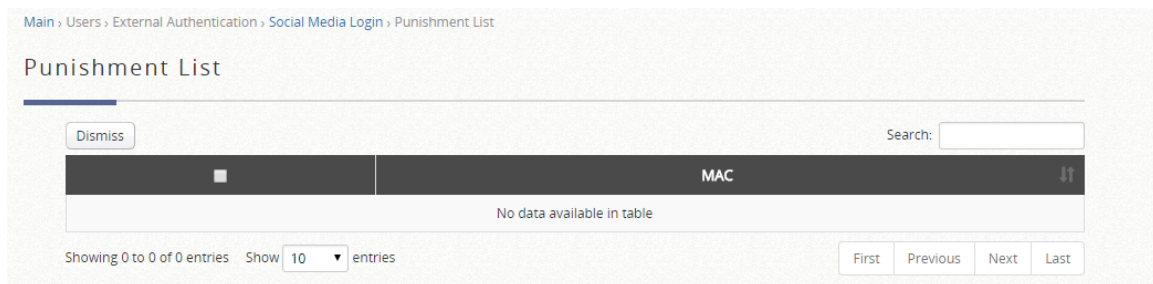 Main › Users › External Authentication › Social Media Login › Punishment List
Punishment List
Dismiss Search:
MAC
No data available in table
Showing 0 to 0 of 0 entries Show 10 entries First Previous Next Last